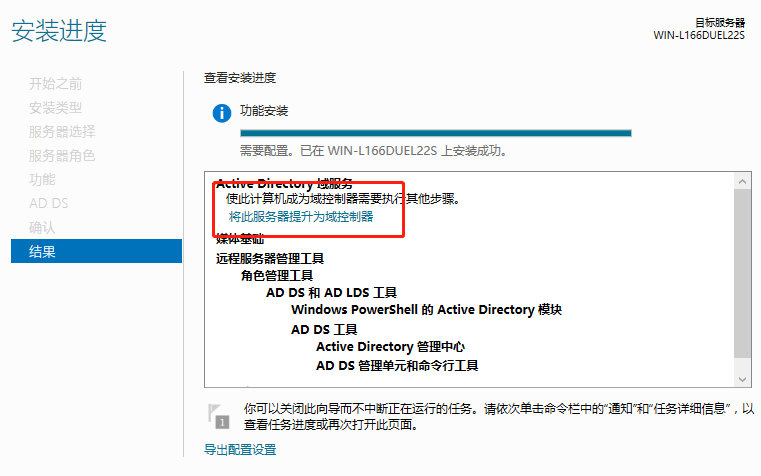 安装进度
目标服务器
WIN-L166DUEL22S
开始之前
安装类型
服务器选择
服务器角色
功能
AD DS
确认
结果
查看安装进度
功能安装
需要配置。已在 WIN-L166DUEL22S 上安装成功。
Active Directory 域服务
使此计算机成为域控制器需要执行其他步骤。
将此服务器提升为域控制器
媒体基础
远程服务器管理工具
角色管理工具
AD DS 和 AD LDS 工具
Windows PowerShell 的 Active Directory 模块
AD DS 工具
Active Directory 管理中心
AD DS 管理单元和命令行工具
1
你可以关闭此向导而不中断正在运行的任务。请依次单击命令栏中的“通知”和“任务详细信息”，以
查看任务进度或再次打开此页面。
导出配置设置